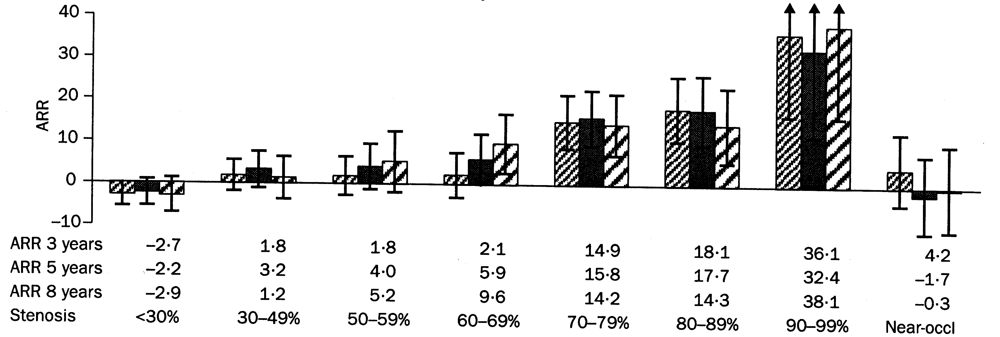 40
30
20
10
0
–10
ARR
ARR 3 years –2·7 1·8 1·8 2·1 14·9 18·1 36·1 4·2
ARR 5 years –2·2 3·2 4·0 5·9 15·8 17·7 32·4 –1·7
ARR 8 years –2·9 1·2 5·2 9·6 14·2 14·3 38·1 –0·3
Stenosis <30% 30–49% 50–59% 60–69% 70–79% 80–89% 90–99% Near-occl